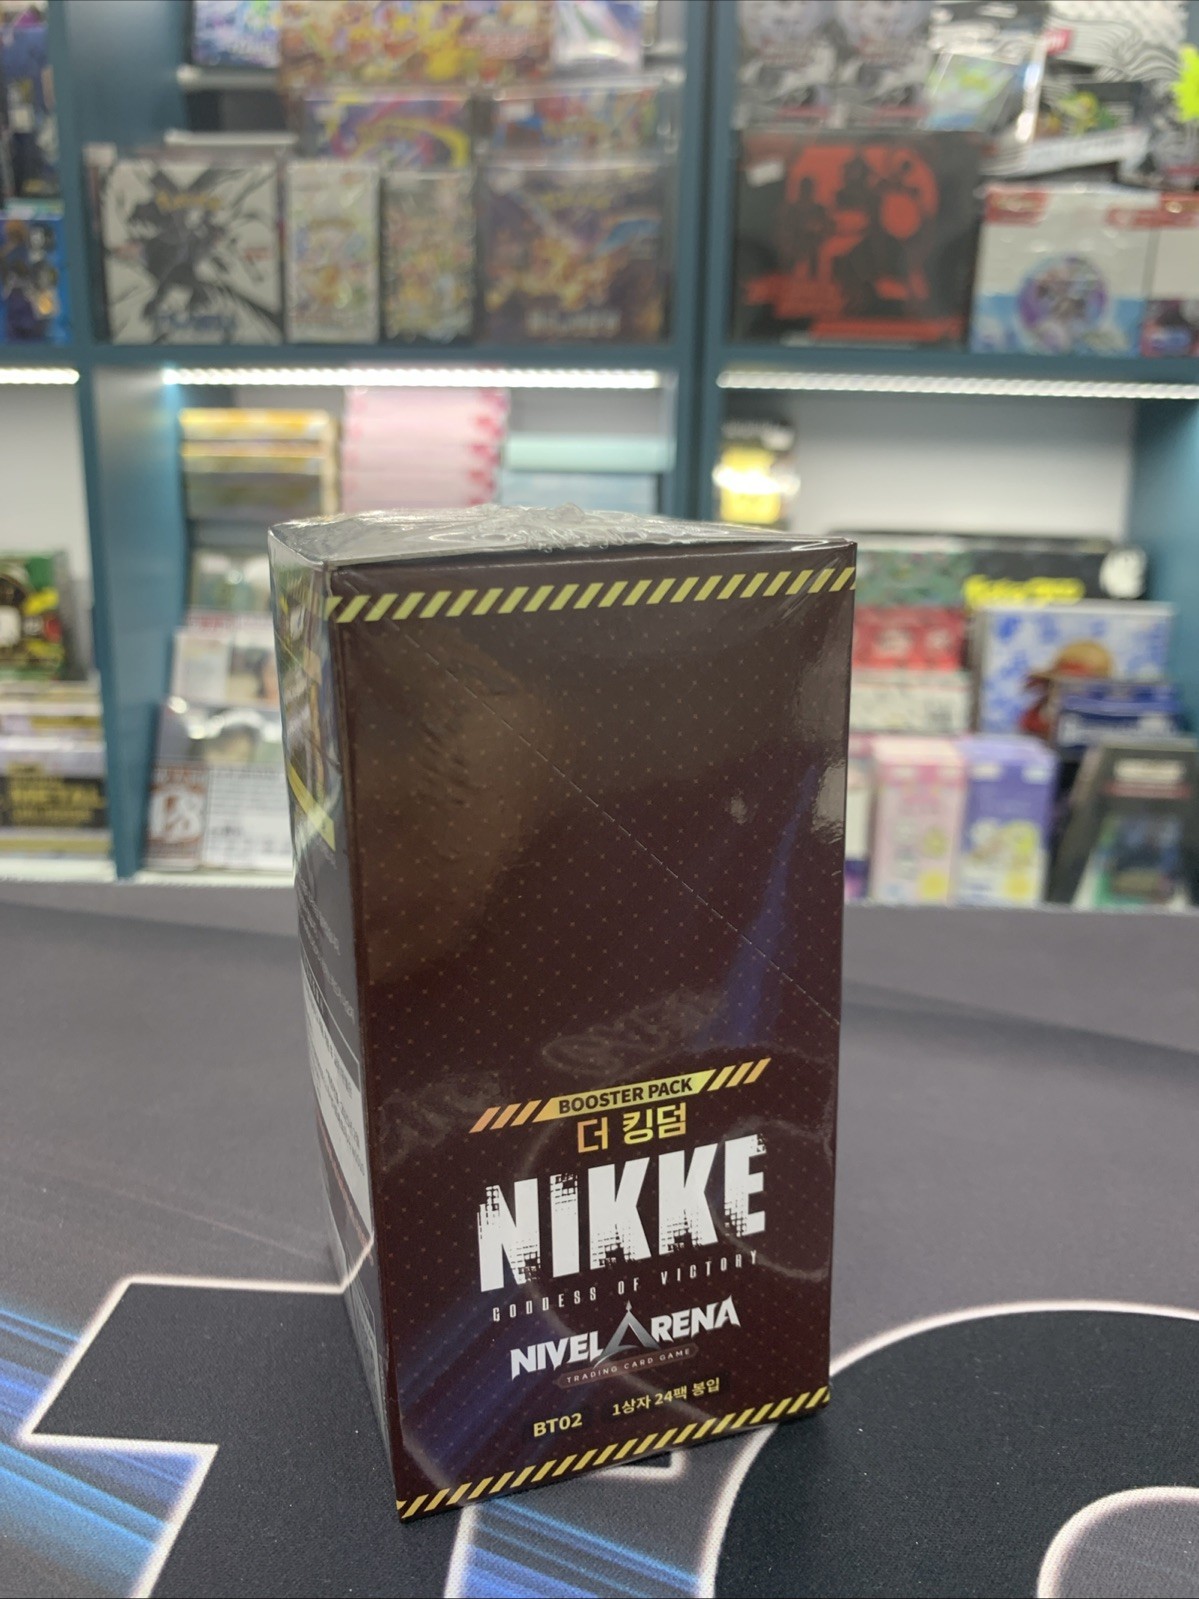 BOOSTER PACK
더 킹덤
NIKKE
GODDESS OF VICTORY
NIVEL ARENA
TRADING CARD GAME
BT02 1상자 24팩 봉입
METAL